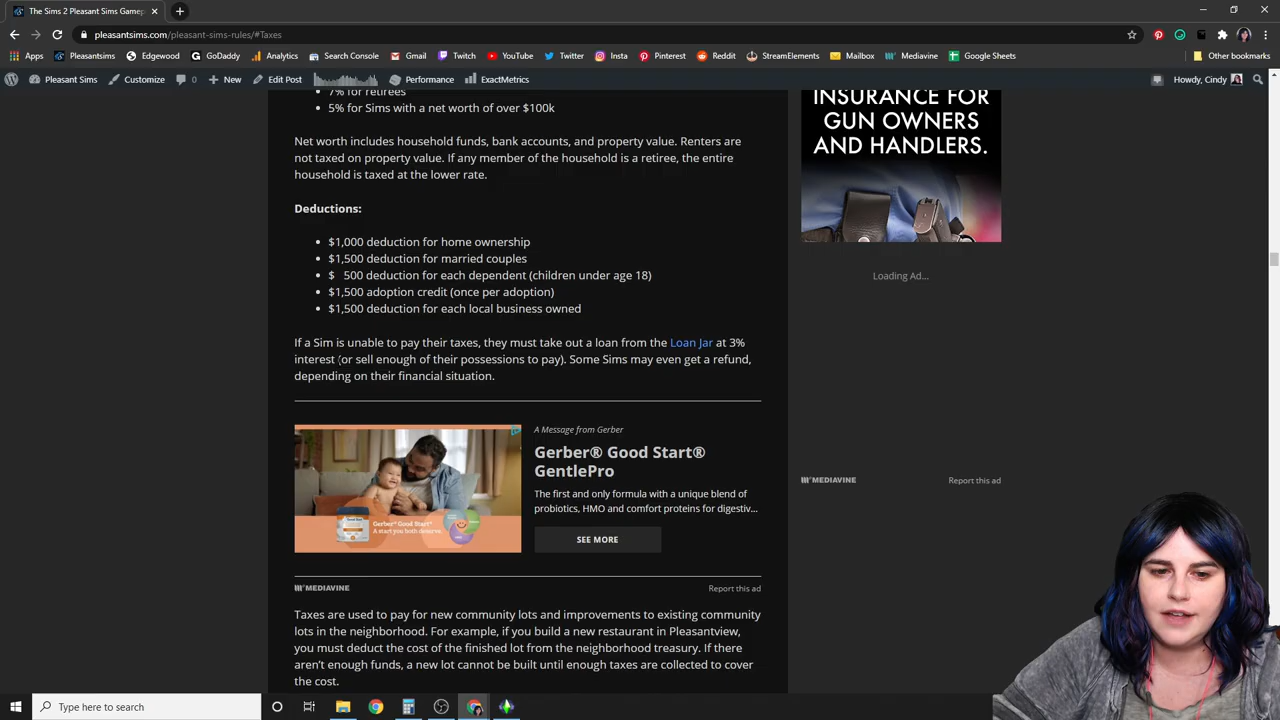 The Sims 2 Pleasant Sims Gamep
pleasantsims.com/pleasant-sims-rules/#Taxes
Apps Pleasantsims Edgewood GoDaddy Analytics Search Console Gmail Twitch YouTube Twitter Insta Pinterest Reddit StreamElements Mailbox Mediavine Google Sheets Other bookmarks
Pleasant Sims Customize 0 New Edit Post Performance ExactMetrics Howdy, Cindy
7% for retirees
5% for Sims with a net worth of over $100k
Net worth includes household funds, bank accounts, and property value. Renters are
not taxed on property value. If any member of the household is a retiree, the entire
household is taxed at the lower rate.
Deductions:
$1,000 deduction for home ownership
$1,500 deduction for married couples
$ 500 deduction for each dependent (children under age 18)
$1,500 adoption credit (once per adoption)
$1,500 deduction for each local business owned
If a Sim is unable to pay their taxes, they must take out a loan from the Loan Jar at 3%
interest (or sell enough of their possessions to pay). Some Sims may even get a refund,
depending on their financial situation.
A Message from Gerber
Gerber® Good Start®
GentlePro
The first and only formula with a unique blend of
probiotics, HMO and comfort proteins for digestiv...
SEE MORE
Gerber Good Start
A start you both deserve.
MEDIAVINE
Report this ad
Taxes are used to pay for new community lots and improvements to existing community
lots in the neighborhood. For example, if you build a new restaurant in Pleasantview,
you must deduct the cost of the finished lot from the neighborhood treasury. If there
aren't enough funds, a new lot cannot be built until enough taxes are collected to cover
the cost.
INSURANCE FOR
GUN OWNERS
AND HANDLERS.
Loading Ad...
MEDIAVINE
Report this ad
Type here to search